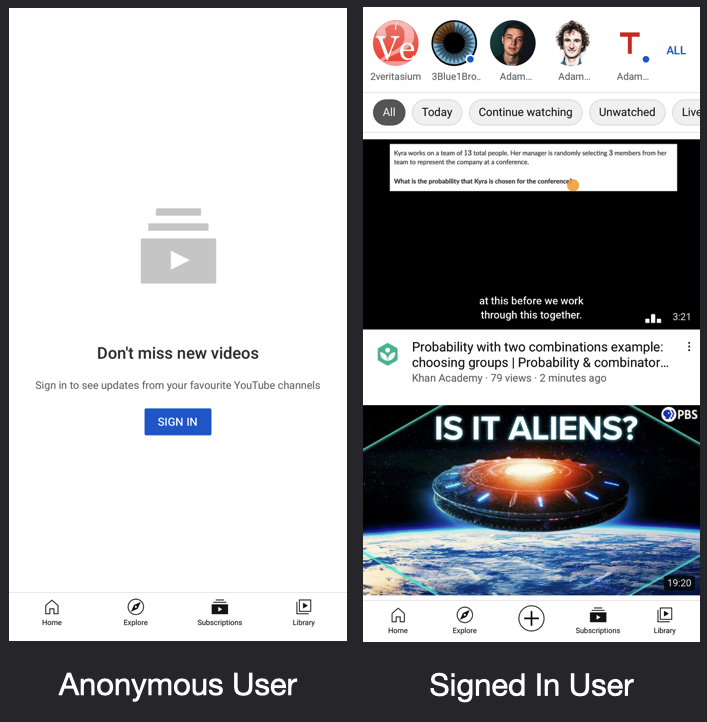 Don't miss new videos
Sign in to see updates from your favourite YouTube channels
SIGN IN
Home
Explore
Subscriptions
Library
Anonymous User
Ve
T
2veritasium
3Blue1Bro..
Adam...
Adam...
Adam...
ALL
All
Today
Continue watching
Unwatched
Live
Kyra works on a team of 13 total people. Her manager is randomly selecting 3 members from her
team to represent the company at a conference.
What is the probability that Kyra is chosen for the conference?
at this before we work
through this together.
3:21
Probability with two combinations example:
choosing groups | Probability & combinator...
Khan Academy · 79 views · 2 minutes ago
PBS
IS IT ALIENS?
19:20
Home
Explore
Subscriptions
Library
Signed In User